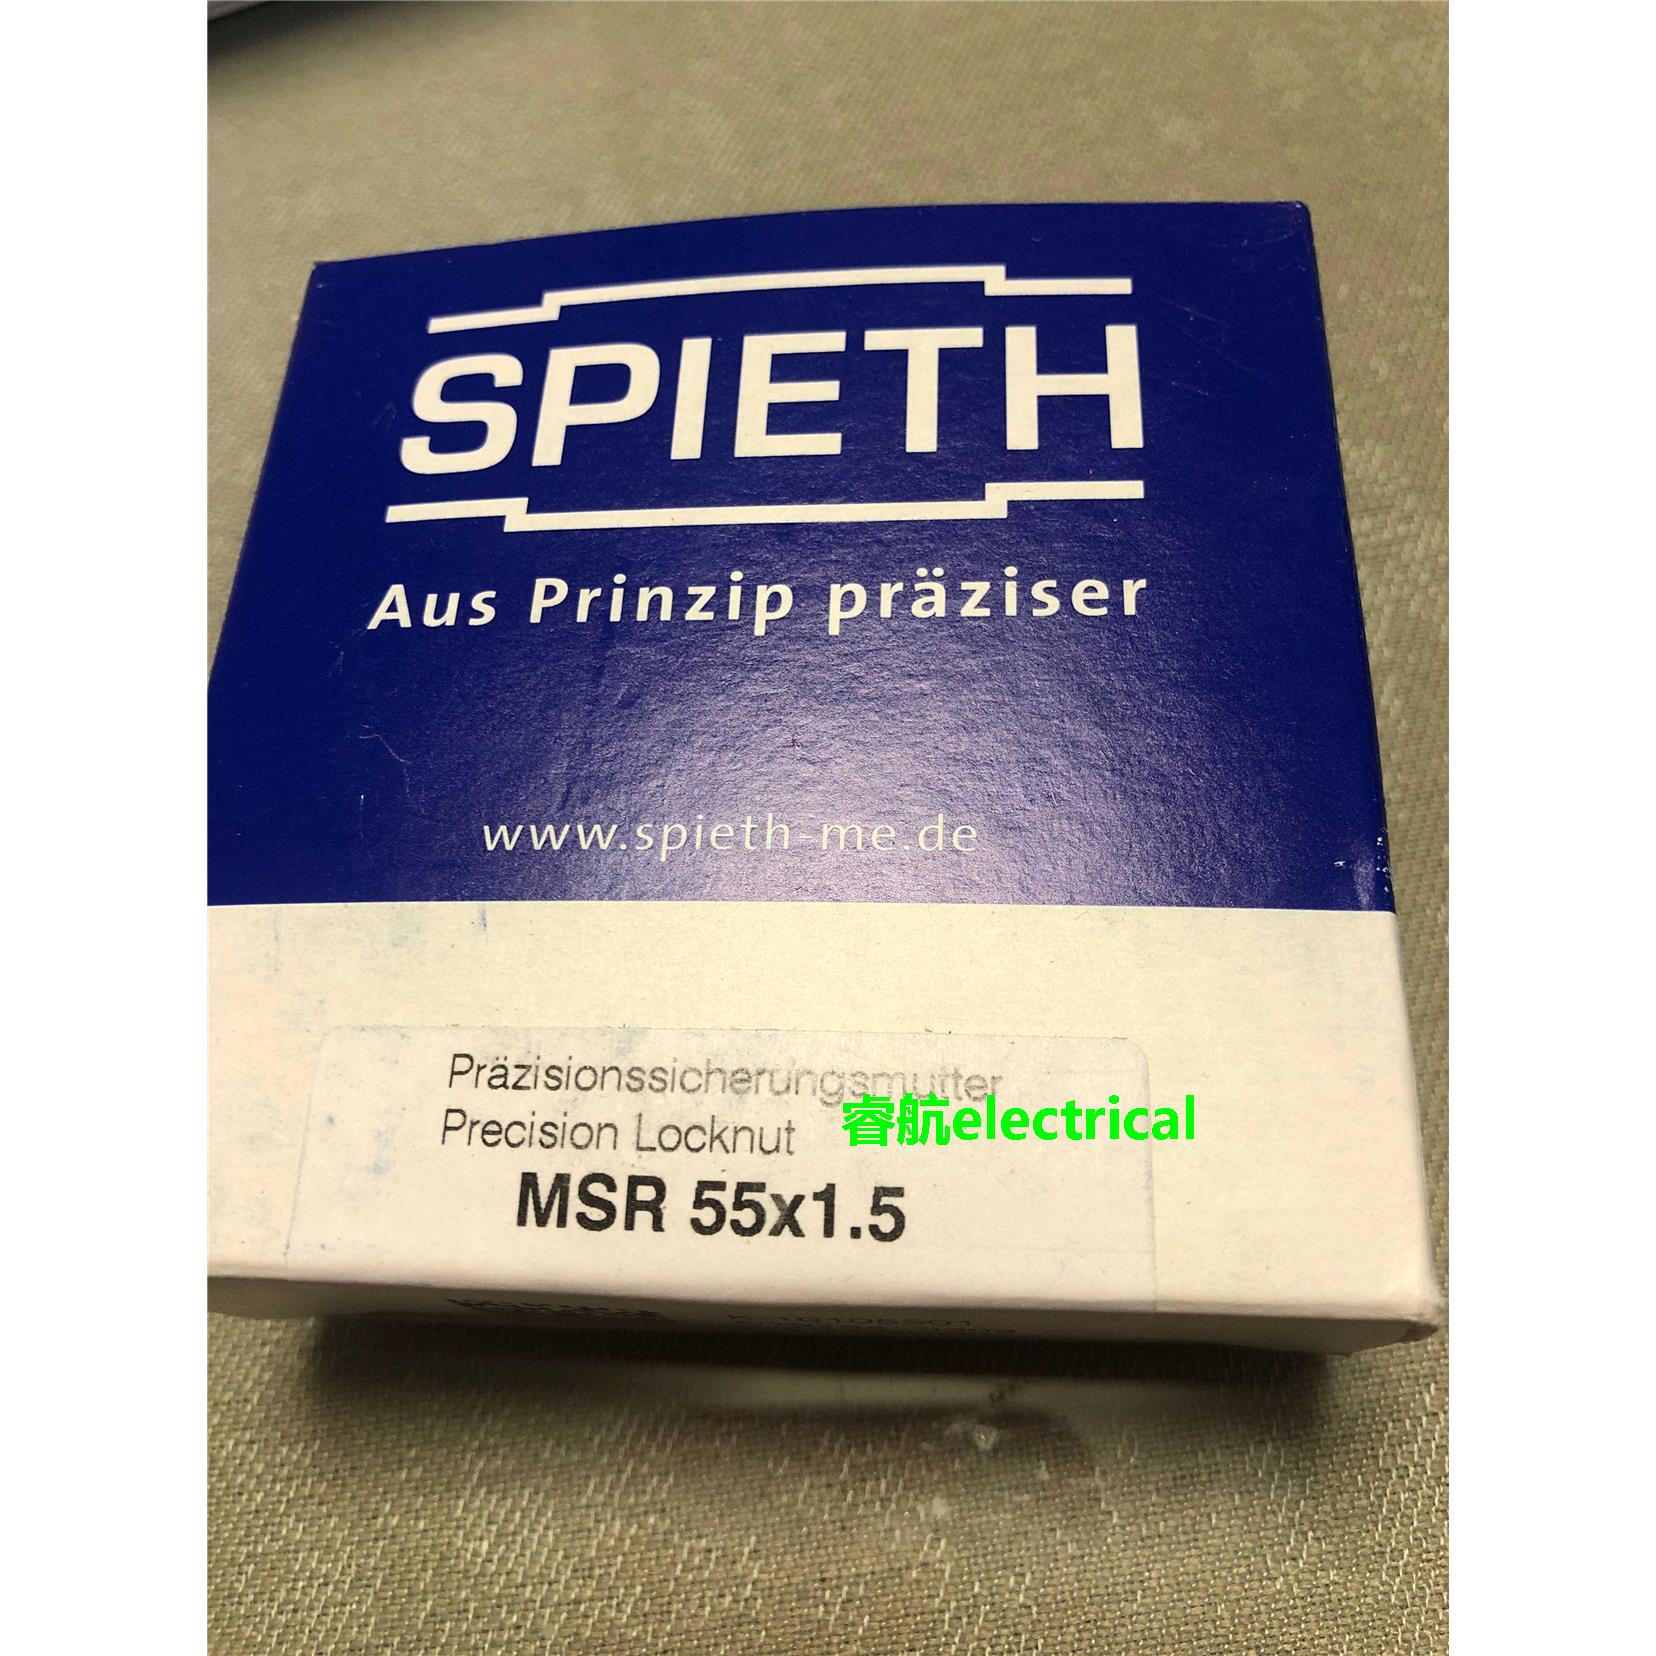 SPIETH
Aus Prinzip präziser
www.spieth-me.de
Präzisionssicherungsmutter
Precision Locknut
睿航electrical
MSR 55x1.5